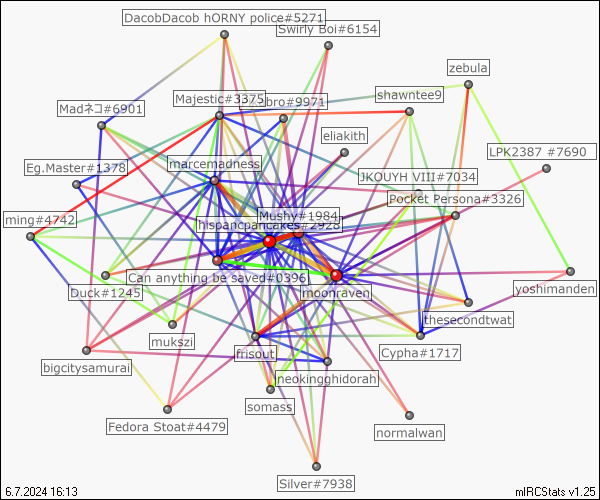 DacobDacob hORNY police#5271
Swirly Boi#6154
zebula
Majestic#3375
bro#9971
shawntee9
Madネコ#6901
eliakith
LPK2387 #7690
Eg.Master#1378
marcemadness
JKOUYH VIII#7034
Pocket Persona#3326
ming#4742
Mushy#1984
hispanicpancakes#2928
Can anything be saved#0396
Duck#1245
moonraven
yoshimanden
thesecondtwat
mukszi
frisout
Cypha#1717
bigcitysamurai
neokingghidorah
somass
Fedora Stoat#4479
normalwan
Silver#7938
6.7.2024 16:13
mIRCStats v1.25